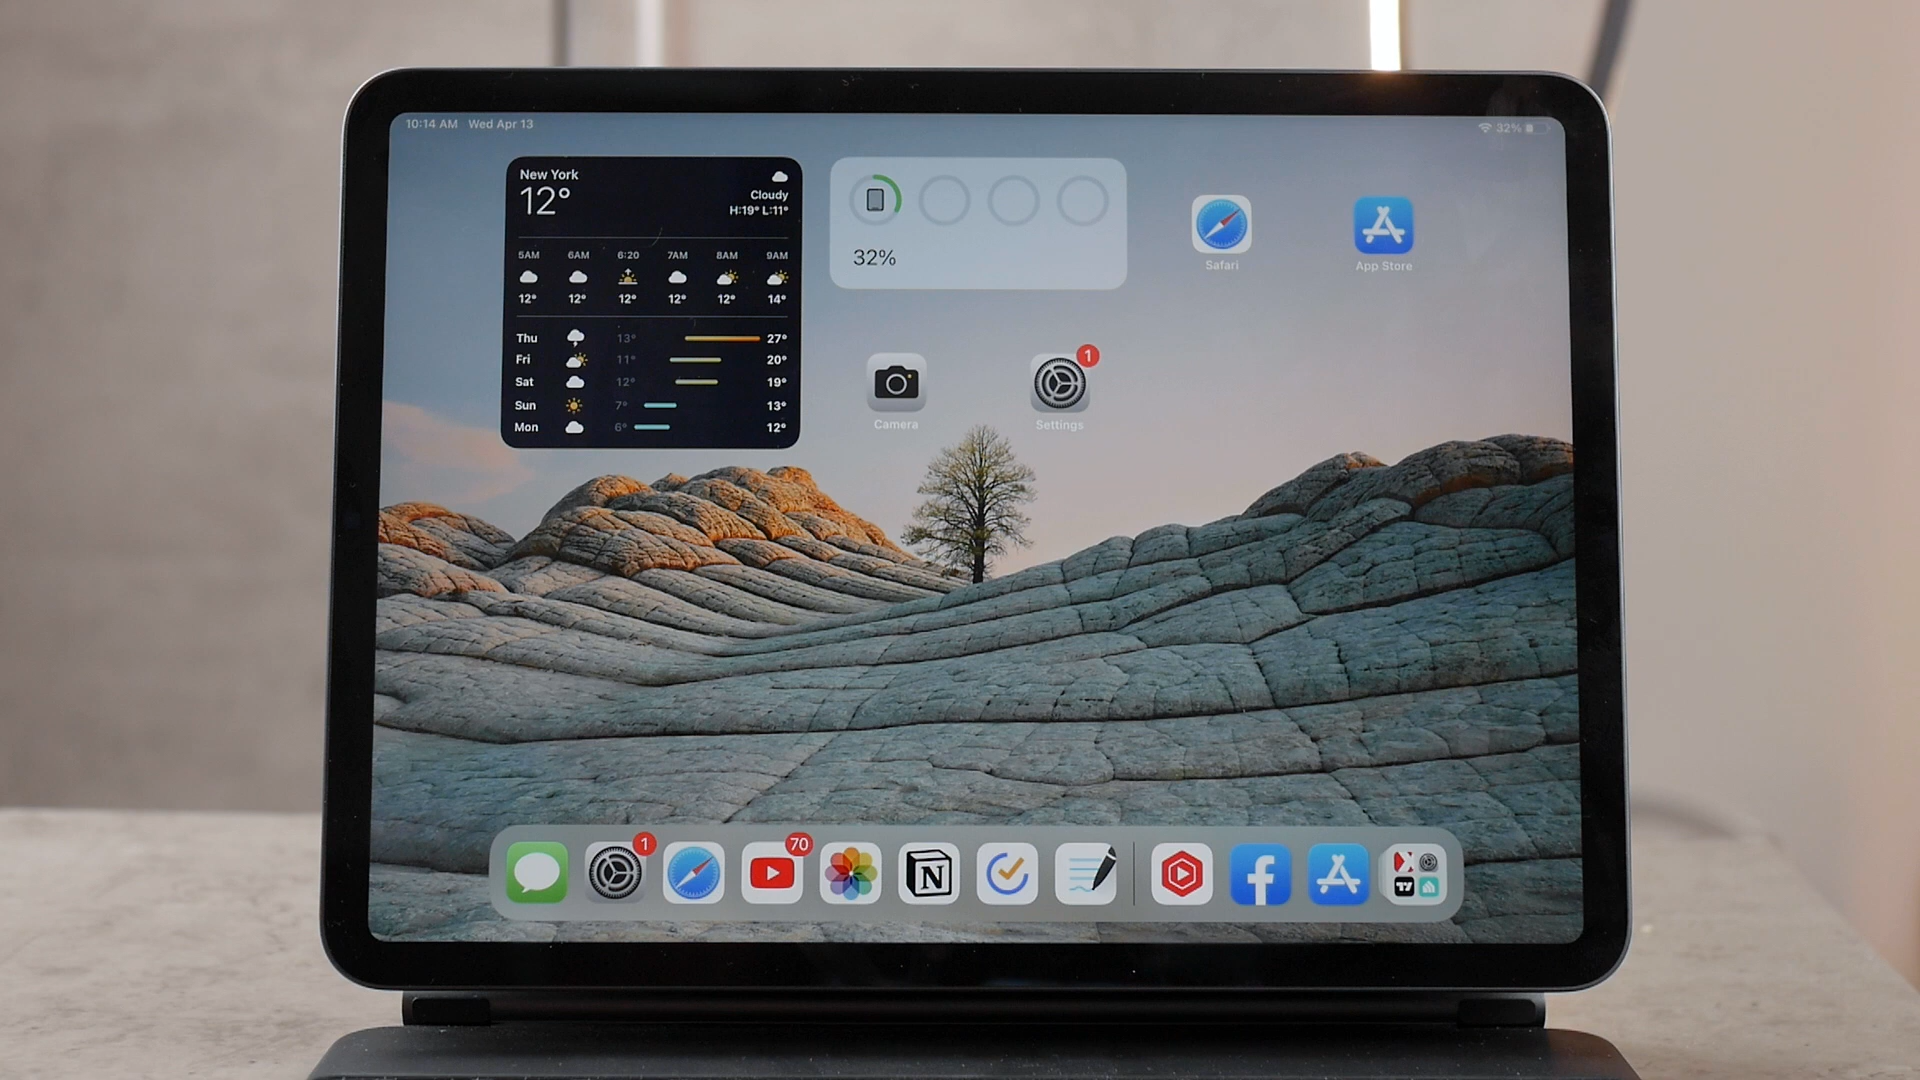 10:14 AM Wed Apr 13
32%
New York
12°
Cloudy
H:19° L:11°
5AM 6AM 6:20 7AM 8AM 9AM
12° 12° 12° 12° 12° 14°
Thu 13° 27°
Fri 11° 20°
Sat 12° 19°
Sun 7° 13°
Mon 6° 12°
32%
Safari
App Store
1
Camera
Settings
1
70
N
f